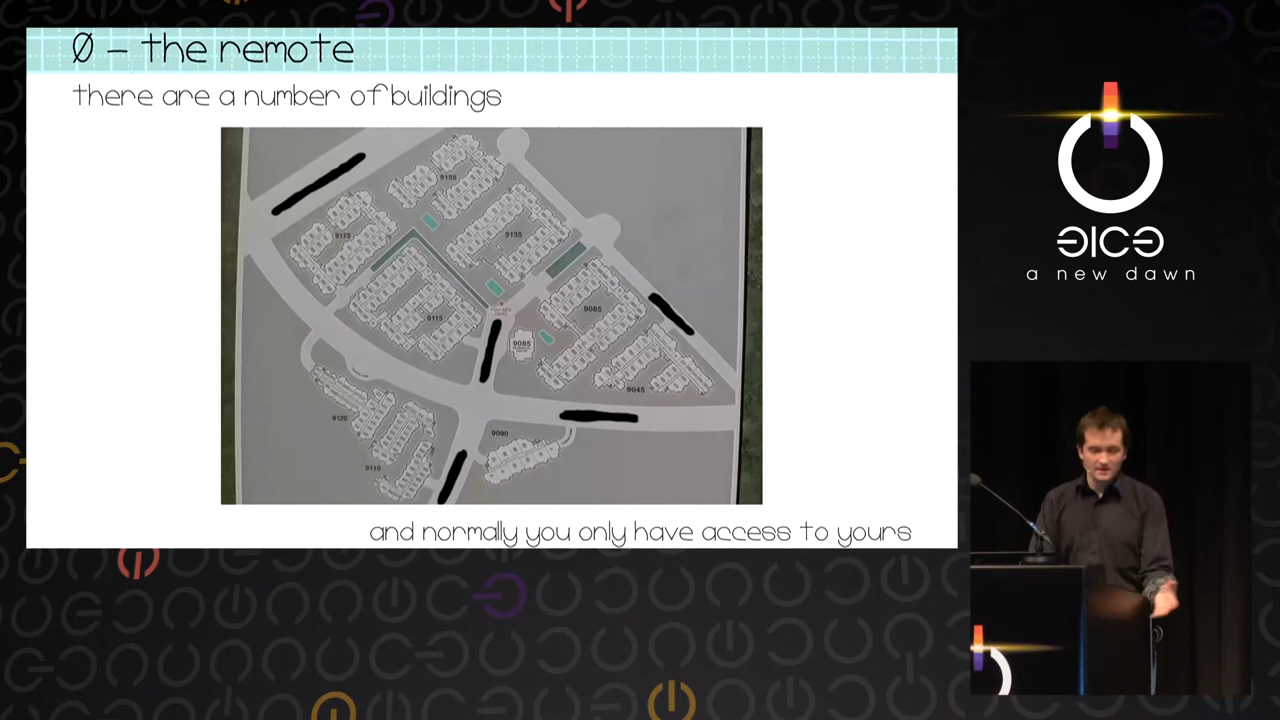 Ø – the remote
there are a number of buildings
9155
9173
9135
9115
9085
9085
9045
9120
9090
9110
and normally you only have access to yours
a new dawn